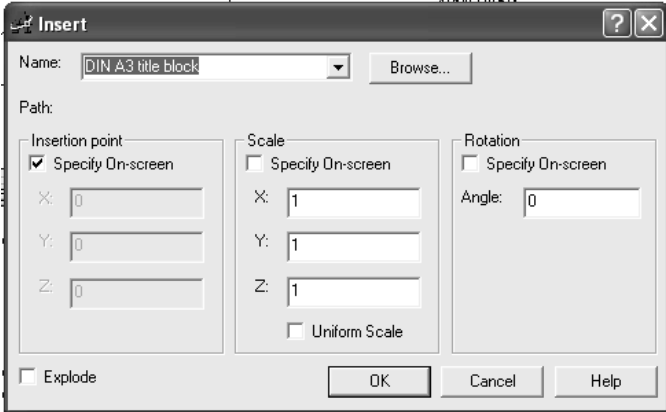 Insert
Name: DIN A3 title block Browse...
Path:
Insertion point
Specify On-screen
X: 0
Y: 0
Z: 0
Scale
Specify On-screen
X: 1
Y: 1
Z: 1
Uniform Scale
Rotation
Specify On-screen
Angle: 0
Explode
OK Cancel Help